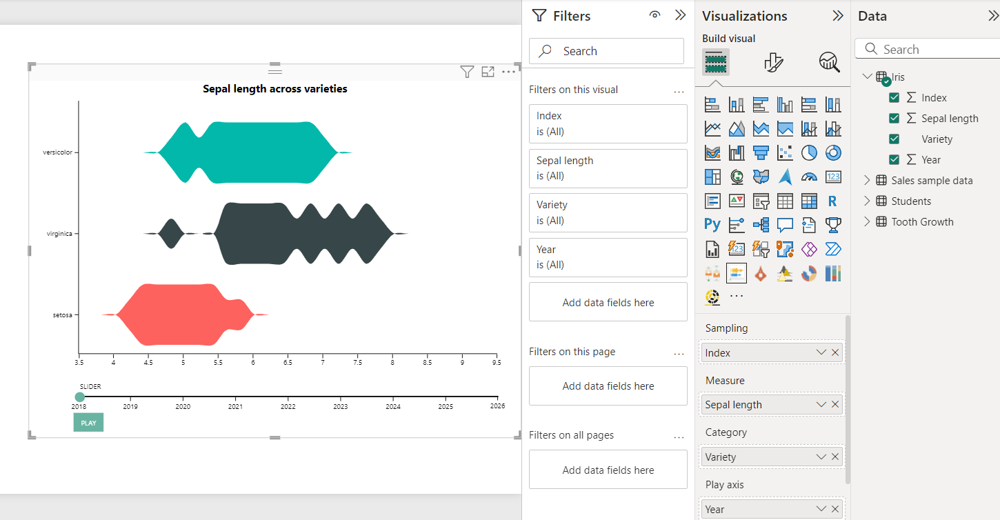 Sepal length across varieties
versicolor
virginica
setosa
3.5 4 4.5 5 5.5 6 6.5 7 7.5 8 8.5 9 9.5
SLIDER
2018 2019 2020 2021 2022 2023 2024 2025 2026
PLAY
Filters
Search
Filters on this visual
Index
is (All)
Sepal length
is (All)
Variety
is (All)
Year
is (All)
Add data fields here
Filters on this page
Add data fields here
Filters on all pages
Add data fields here
Visualizations
Build visual
123
R
Py
123
Sampling
Index
Measure
Sepal length
Category
Variety
Play axis
Year
Data
Search
Iris
Index
Sepal length
Variety
Year
Sales sample data
Students
Tooth Growth